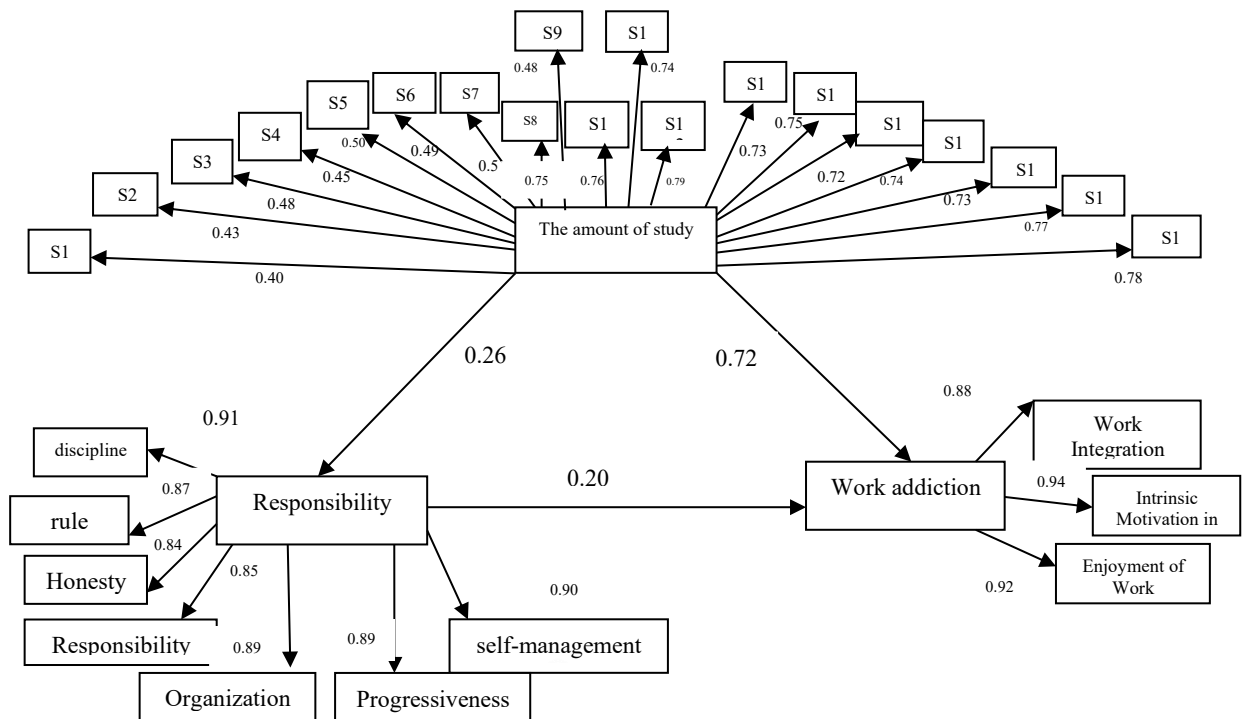 S9
S1
0.48
0.74
S5
S6
S7
S8
S1
S1
S1
S1
S1
S1
S4
S3
S2
S1
S1
S1
S1
0.50
0.49
0.5
0.75
0.76
0.79
0.73
0.75
0.72
0.74
0.73
0.77
0.78
0.45
0.48
0.43
0.40
The amount of study
0.26
0.72
0.91
0.88
discipline
0.87
rule
0.84
Honesty
0.85
Responsibility
0.89
Organization
0.89
Progressiveness
0.90
self-management
Responsibility
0.20
Work addiction
Work
Integration
0.94
Intrinsic
Motivation in
0.92
Enjoyment of
Work